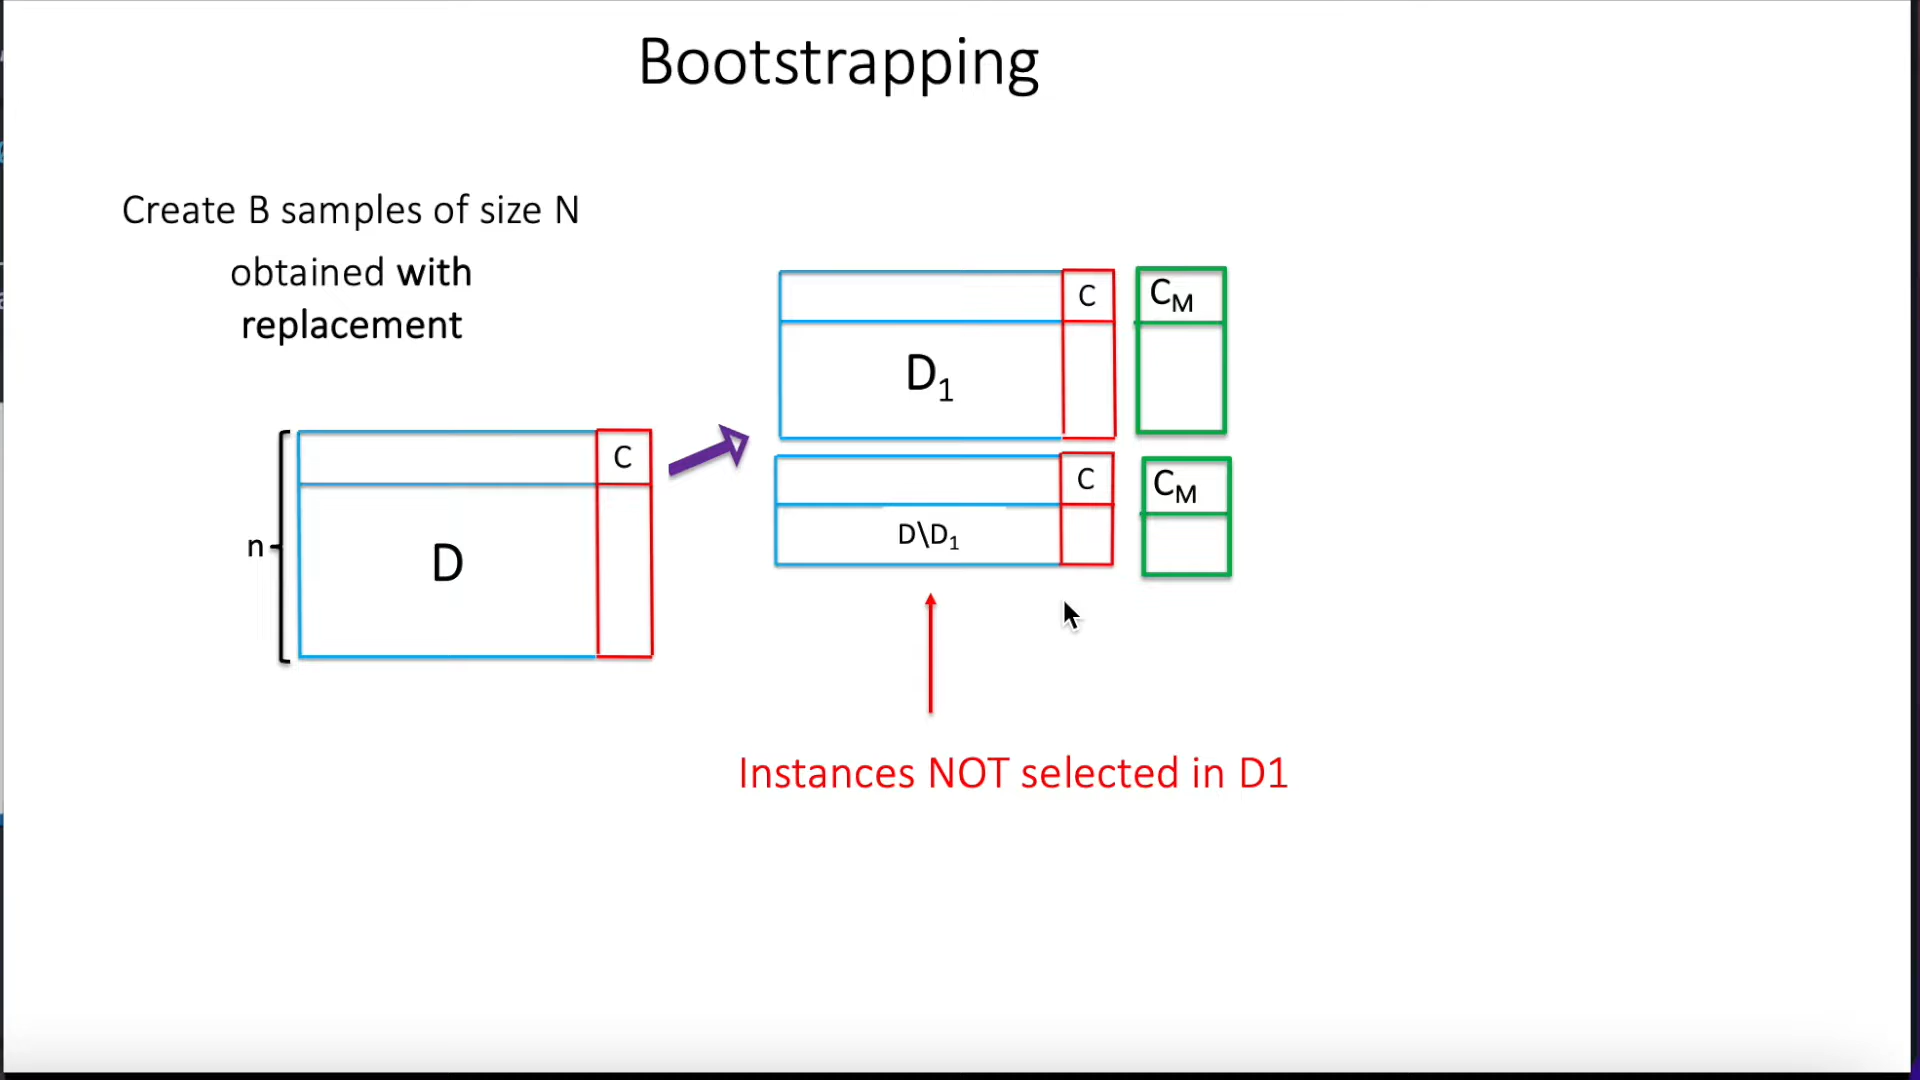 Bootstrapping
Create B samples of size N
obtained with
replacement
n
D
C
D1
C
CM
D\D1
C
CM
Instances NOT selected in D1